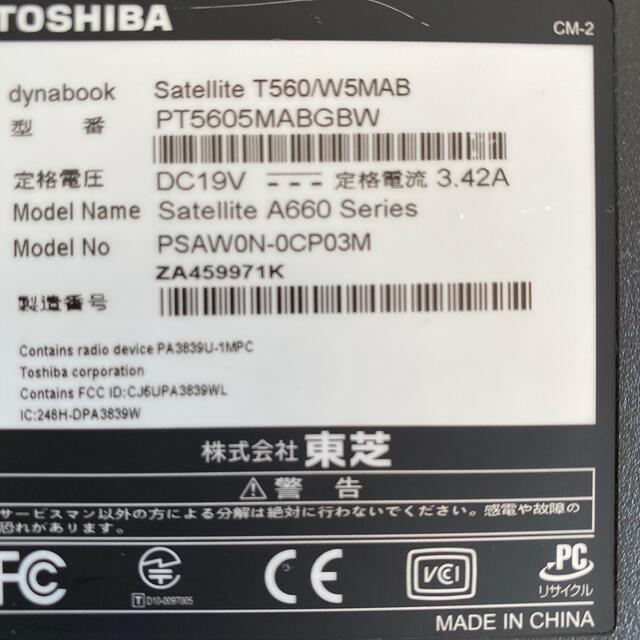 TOSHIBA
CM-2
dynabook Satellite T560/W5MAB
型 番 PT5605MABGBW
定格電圧 DC19V 定格電流 3.42A
Model Name Satellite A660 Series
Model No PSAW0N-0CP03M
ZA459971K
製造番号
Contains radio device PA3839U-1MPC
Toshiba corporation
Contains FCC ID:CJ6UPA3839WL
IC:248H-DPA3839W
株式会社 東芝
警 告
サービスマン以外の方による分解は絶対に行わないでください。感電や故障の
恐れがあります。
FC CE VCI PC
リサイクル
T D10-0097005
MADE IN CHINA